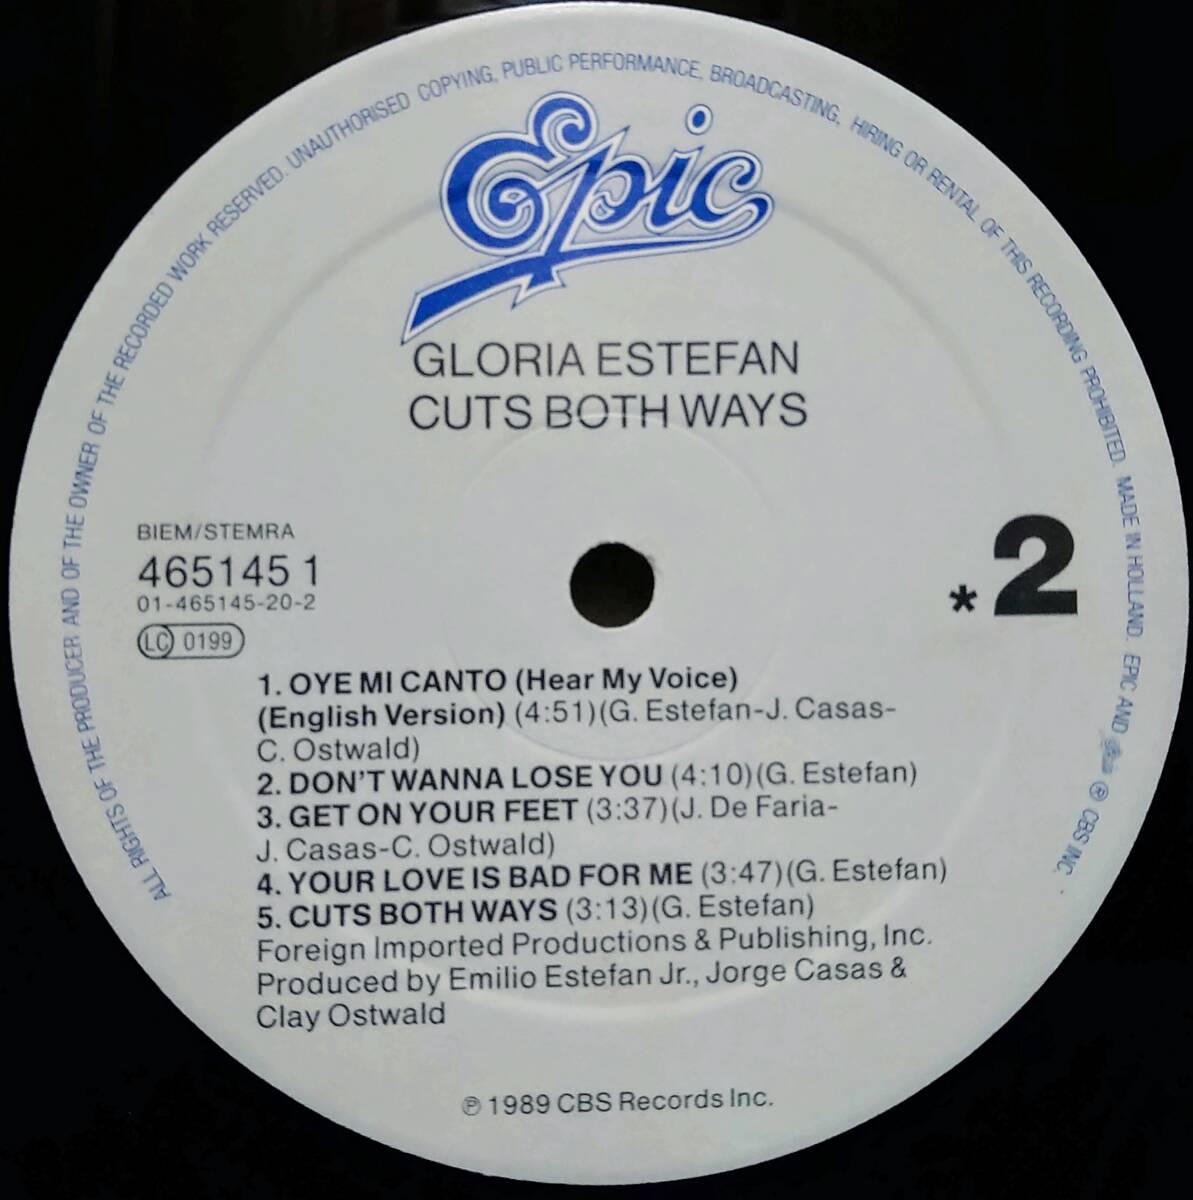 ALL RIGHTS OF THE PRODUCER AND OF THE OWNER OF THE RECORDED WORK RESERVED. UNAUTHORISED COPYING, PUBLIC PERFORMANCE, BROADCASTING, HIRING OR RENTAL OF THIS RECORDING PROHIBITED. MADE IN HOLLAND. EPIC AND ℗ CBS INC.
Epic
GLORIA ESTEFAN
CUTS BOTH WAYS
BIEM/STEMRA
465145 1
01-465145-20-2
LC 0199
*2
1. OYE MI CANTO (Hear My Voice)
(English Version) (4:51)(G. Estefan-J. Casas-
C. Ostwald)
2. DON'T WANNA LOSE YOU (4:10)(G. Estefan)
3. GET ON YOUR FEET (3:37)(J. De Faria-
J. Casas-C. Ostwald)
4. YOUR LOVE IS BAD FOR ME (3:47)(G. Estefan)
5. CUTS BOTH WAYS (3:13)(G. Estefan)
Foreign Imported Productions & Publishing, Inc.
Produced by Emilio Estefan Jr., Jorge Casas &
Clay Ostwald
℗ 1989 CBS Records Inc.